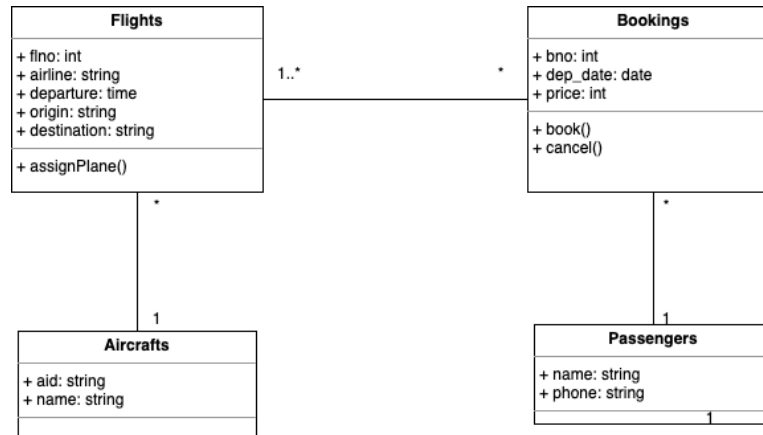 Flights
+ flno: int
+ airline: string
+ departure: time
+ origin: string
+ destination: string
+ assignPlane()
1..*
*
Bookings
+ bno: int
+ dep_date: date
+ price: int
+ book()
+ cancel()
*
1
*
1
Aircrafts
+ aid: string
+ name: string
Passengers
+ name: string
+ phone: string
1